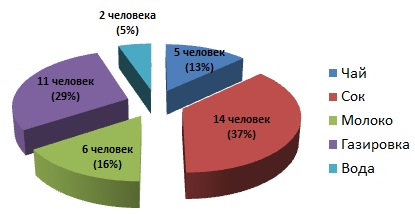 2 человека
(5%)
5 человек
(13%)
11 человек
(29%)
14 человек
(37%)
6 человек
(16%)
Чай
Сок
Молоко
Газировка
Вода